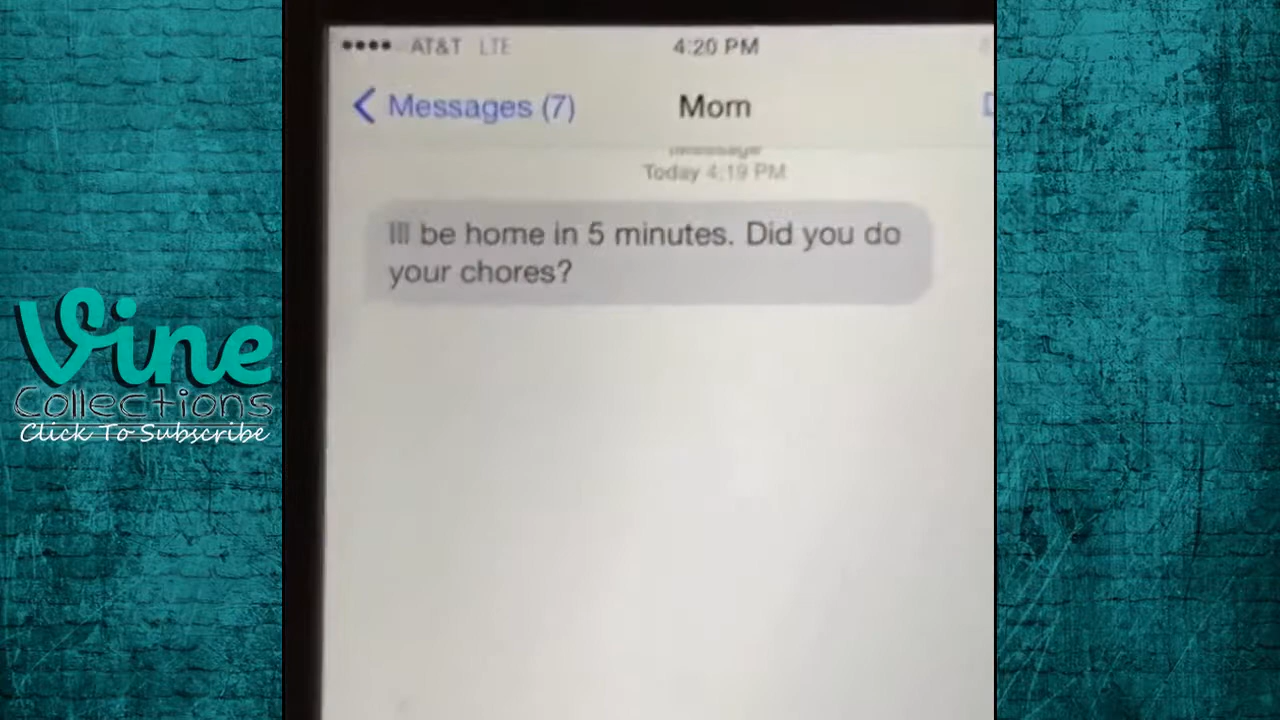 AT&T LTE
4:20 PM
Messages (7)
Mom
Today 4:19 PM
Ill be home in 5 minutes. Did you do
your chores?
Vine
Collections
Click To Subscribe